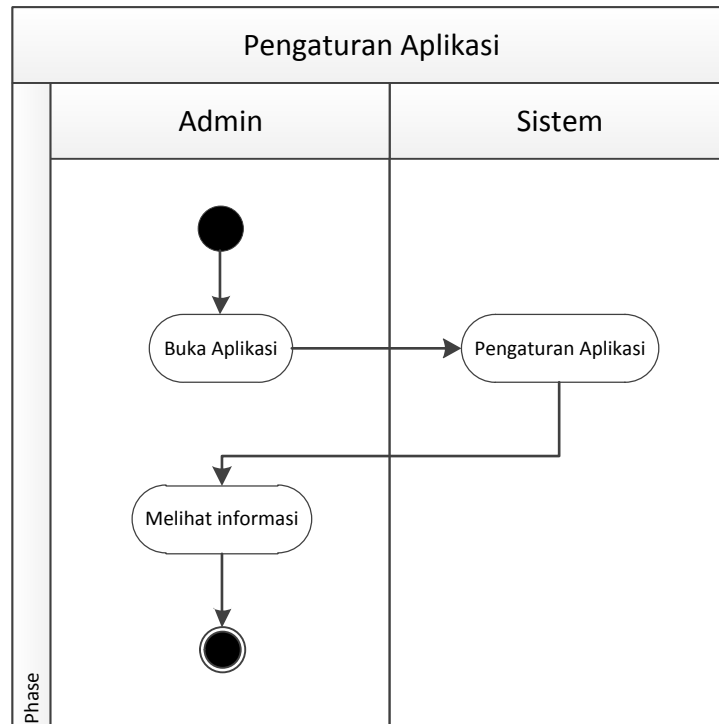 Pengaturan Aplikasi
Admin
Sistem
Buka Aplikasi
Pengaturan Aplikasi
Melihat informasi
Phase